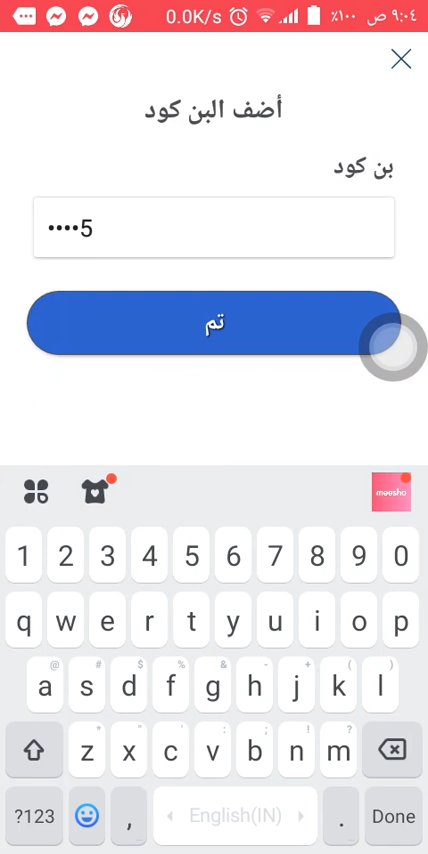 0.0K/s ٪١٠٠ ٩:٠٤ ص
أضف البن كود
بن كود
••••5
تم
meesho
1 2 3 4 5 6 7 8 9 0
q w e r t y u i o p
@ # $ % & - + ( )
a s d f g h j k l
* " ' : ; ! ?
z x c v b n m
?123 , English(IN) . Done